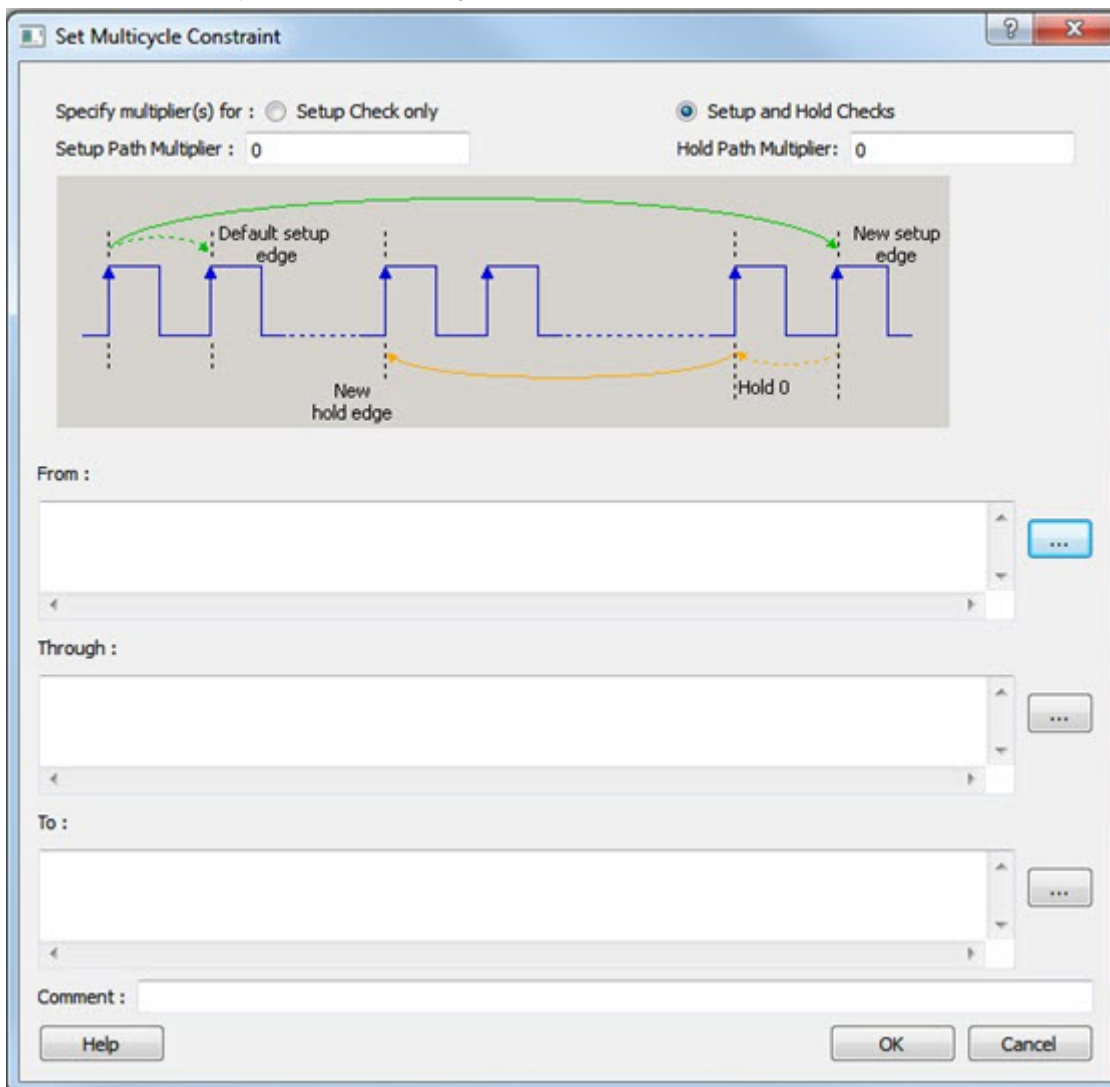 Set Multicycle Constraint
Specify multiplier(s) for : Setup Check only Setup and Hold Checks
Setup Path Multiplier : 0 Hold Path Multiplier: 0
Default setup
edge
New setup
edge
New
hold edge
Hold 0
From :
...
Through :
...
To :
...
Comment :
Help OK Cancel